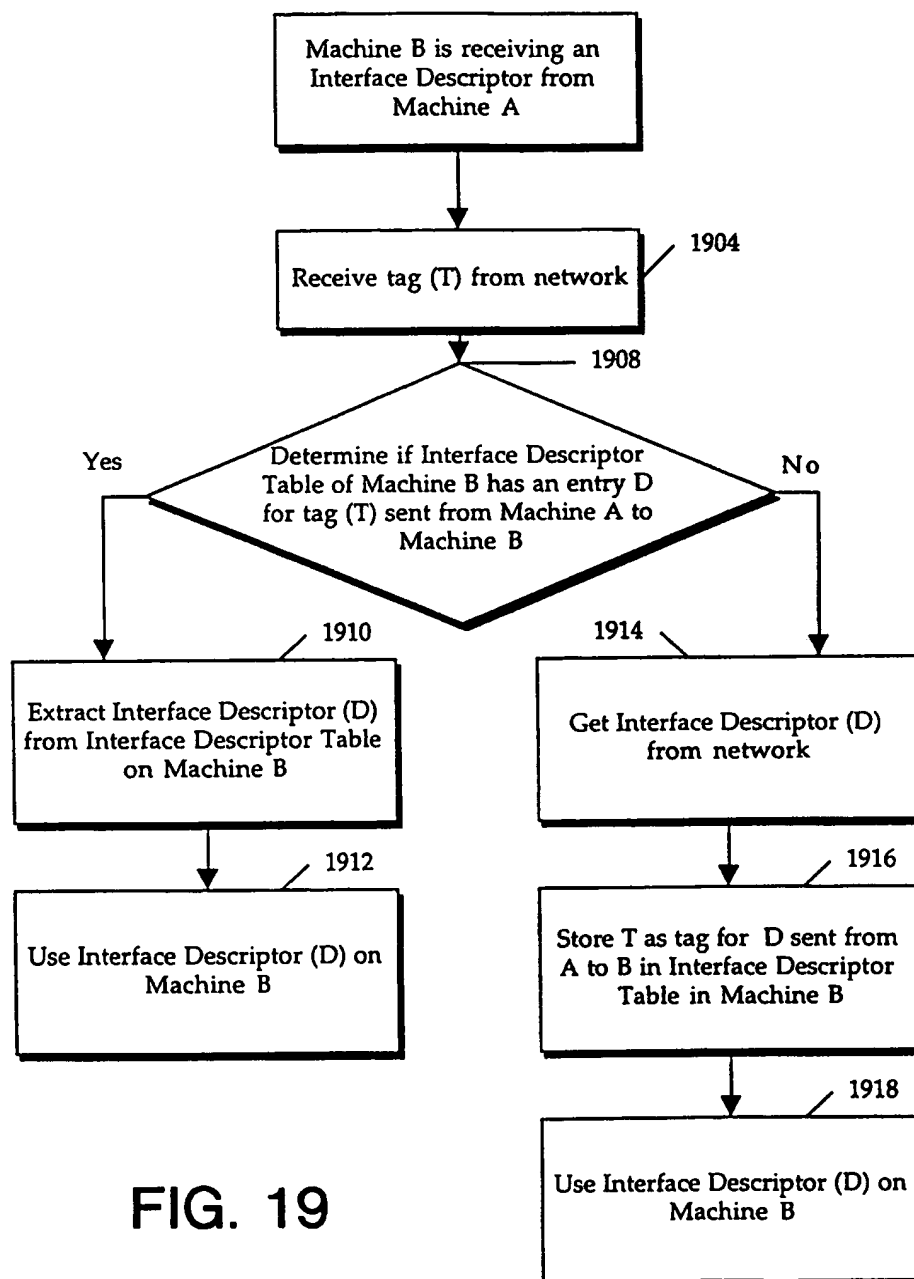 Machine B is receiving an
Interface Descriptor from
Machine A
1904
Receive tag (T) from network
1908
Yes
Determine if Interface Descriptor
Table of Machine B has an entry D
for tag (T) sent from Machine A to
Machine B
No
1910
Extract Interface Descriptor (D)
from Interface Descriptor Table
on Machine B
1914
Get Interface Descriptor (D)
from network
1912
Use Interface Descriptor (D) on
Machine B
1916
Store T as tag for D sent from
A to B in Interface Descriptor
Table in Machine B
1918
Use Interface Descriptor (D) on
Machine B
FIG. 19